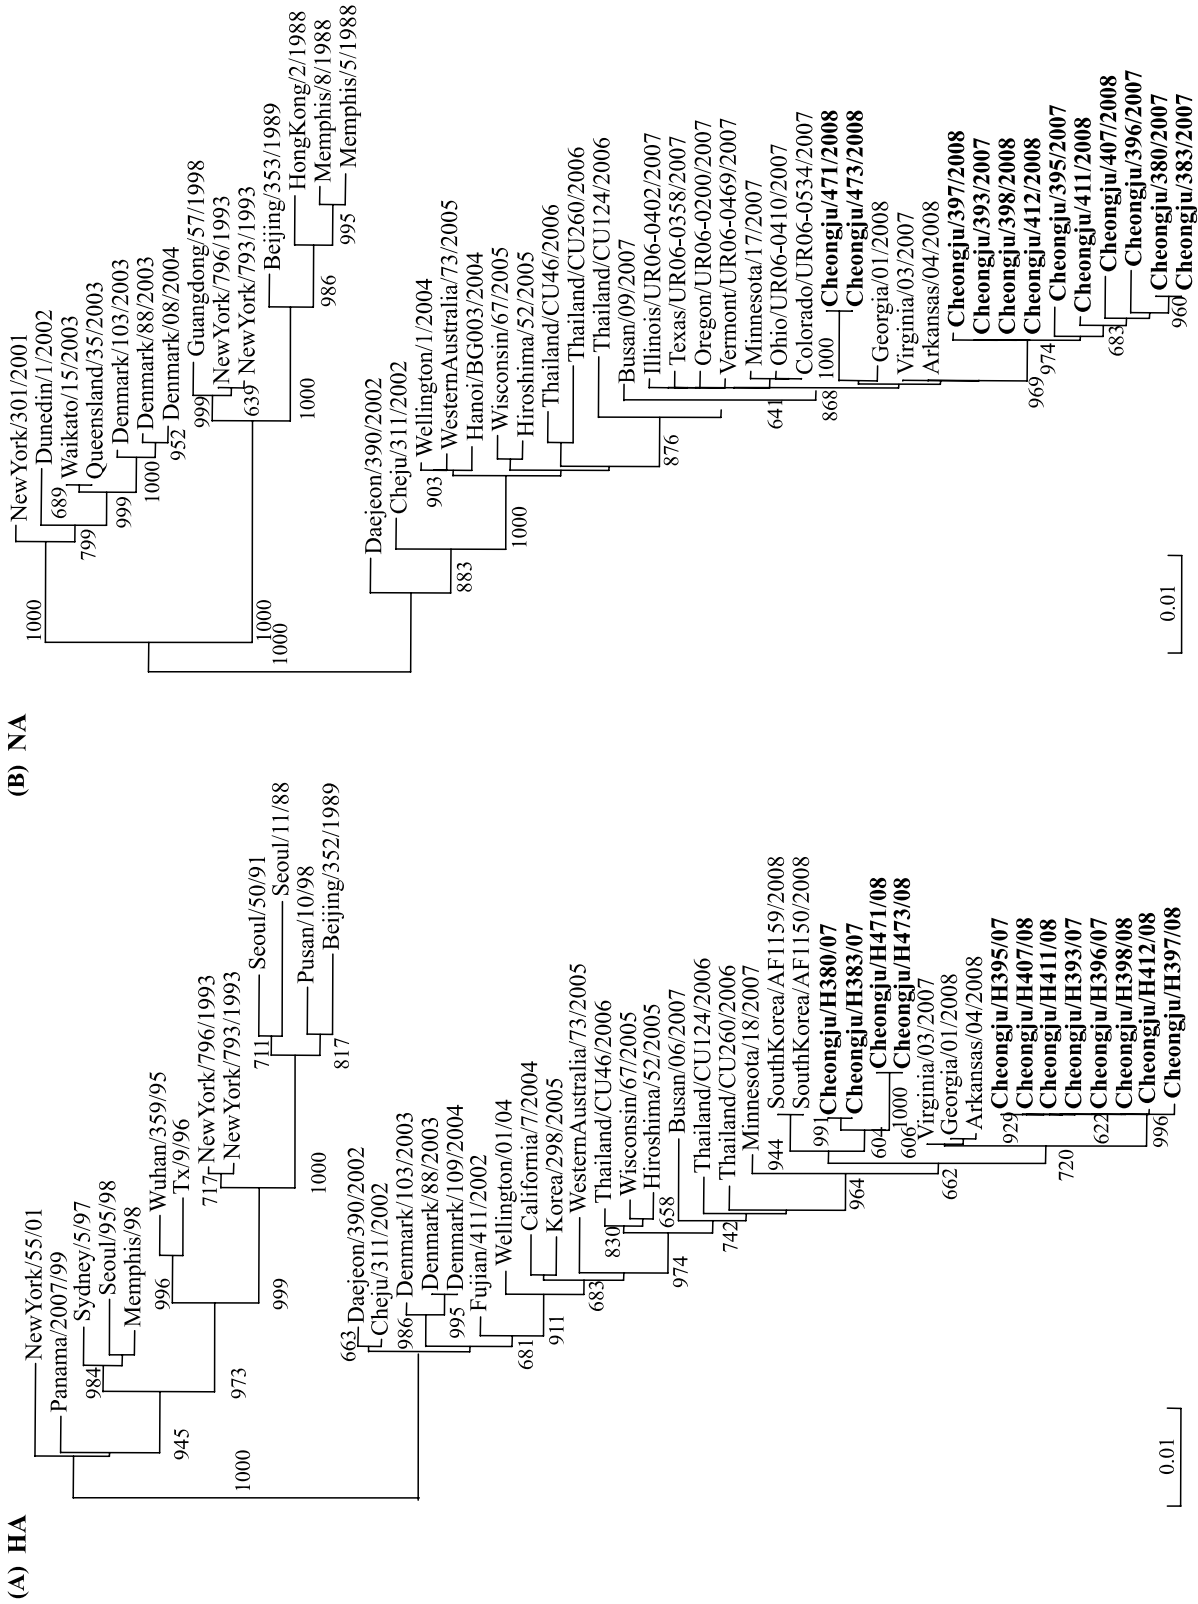 (A) HA
NewYork/55/01
Panama/2007/99
Sydney/5/97
Seoul/95/98
Memphis/98
984
Wuhan/359/95
Tx/9/96
996
945
NewYork/796/1993
NewYork/793/1993
717
973
1000
Seoul/50/91
Seoul/11/88
711
999
Pusan/10/98
Beijing/352/1989
1000
817
Daejeon/390/2002
Cheju/311/2002
663
Denmark/103/2003
Denmark/88/2003
Denmark/109/2004
986
995
Fujian/411/2002
Wellington/01/04
681
California/7/2004
Korea/298/2005
911
WesternAustralia/73/2005
683
Thailand/CU46/2006
Wisconsin/67/2005
Hiroshima/52/2005
830
658
974
Busan/06/2007
Thailand/CU124/2006
Thailand/CU260/2006
742
Minnesota/18/2007
944
SouthKorea/AF1159/2008
SouthKorea/AF1150/2008
991
Cheongju/H380/07
Cheongju/H383/07
964
604
Cheongju/H471/08
Cheongju/H473/08
1000
606
Virginia/03/2007
Georgia/01/2008
Arkansas/04/2008
662
929
Cheongju/H395/07
Cheongju/H407/08
Cheongju/H411/08
Cheongju/H393/07
720
622
Cheongju/H396/07
Cheongju/H398/08
Cheongju/H412/08
996
Cheongju/H397/08
0.01
(B) NA
NewYork/301/2001
1000
Dunedin/1/2002
689
Waikato/15/2003
Queensland/35/2003
799
Denmark/103/2003
999
Denmark/88/2003
1000
Denmark/08/2004
952
Guangdong/57/1998
999
NewYork/796/1993
NewYork/793/1993
639
1000
1000
Beijing/353/1989
HongKong/2/1988
1000
986
Memphis/8/1988
Memphis/5/1988
995
Daejeon/390/2002
Cheju/311/2002
Wellington/1/2004
903
WesternAustralia/73/2005
883
Hanoi/BG003/2004
Wisconsin/67/2005
1000
Hiroshima/52/2005
Thailand/CU46/2006
Thailand/CU260/2006
Thailand/CU124/2006
Busan/09/2007
Illinois/UR06-0402/2007
876
Texas/UR06-0358/2007
Oregon/UR06-0200/2007
Vermont/UR06-0469/2007
Minnesota/17/2007
641
Ohio/UR06-0410/2007
Colorado/UR06-0534/2007
868
1000
Cheongju/471/2008
Cheongju/473/2008
Georgia/01/2008
Virginia/03/2007
Arkansas/04/2008
Cheongju/397/2008
Cheongju/393/2007
Cheongju/398/2008
969
Cheongju/412/2008
974
Cheongju/395/2007
Cheongju/411/2008
Cheongju/407/2008
683
Cheongju/396/2007
Cheongju/380/2007
960
Cheongju/383/2007
0.01